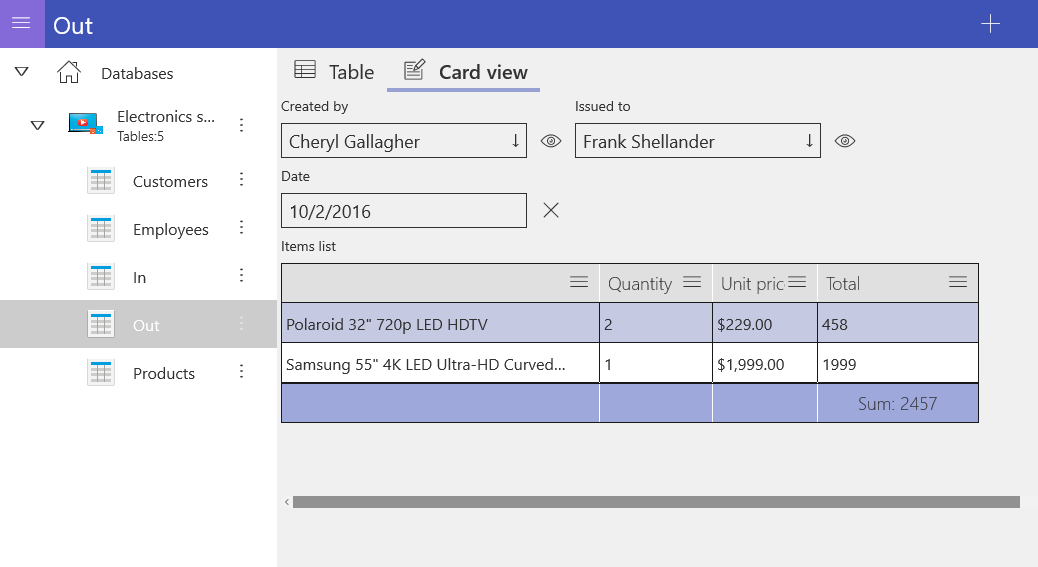 Out
Databases
Electronics s...
Tables:5
Customers
Employees
In
Out
Products
Table Card view
Created by Issued to
Cheryl Gallagher Frank Shellander
Date
10/2/2016
Items list
Quantity Unit pric Total
Polaroid 32" 720p LED HDTV 2 $229.00 458
Samsung 55" 4K LED Ultra-HD Curved... 1 $1,999.00 1999
Sum: 2457